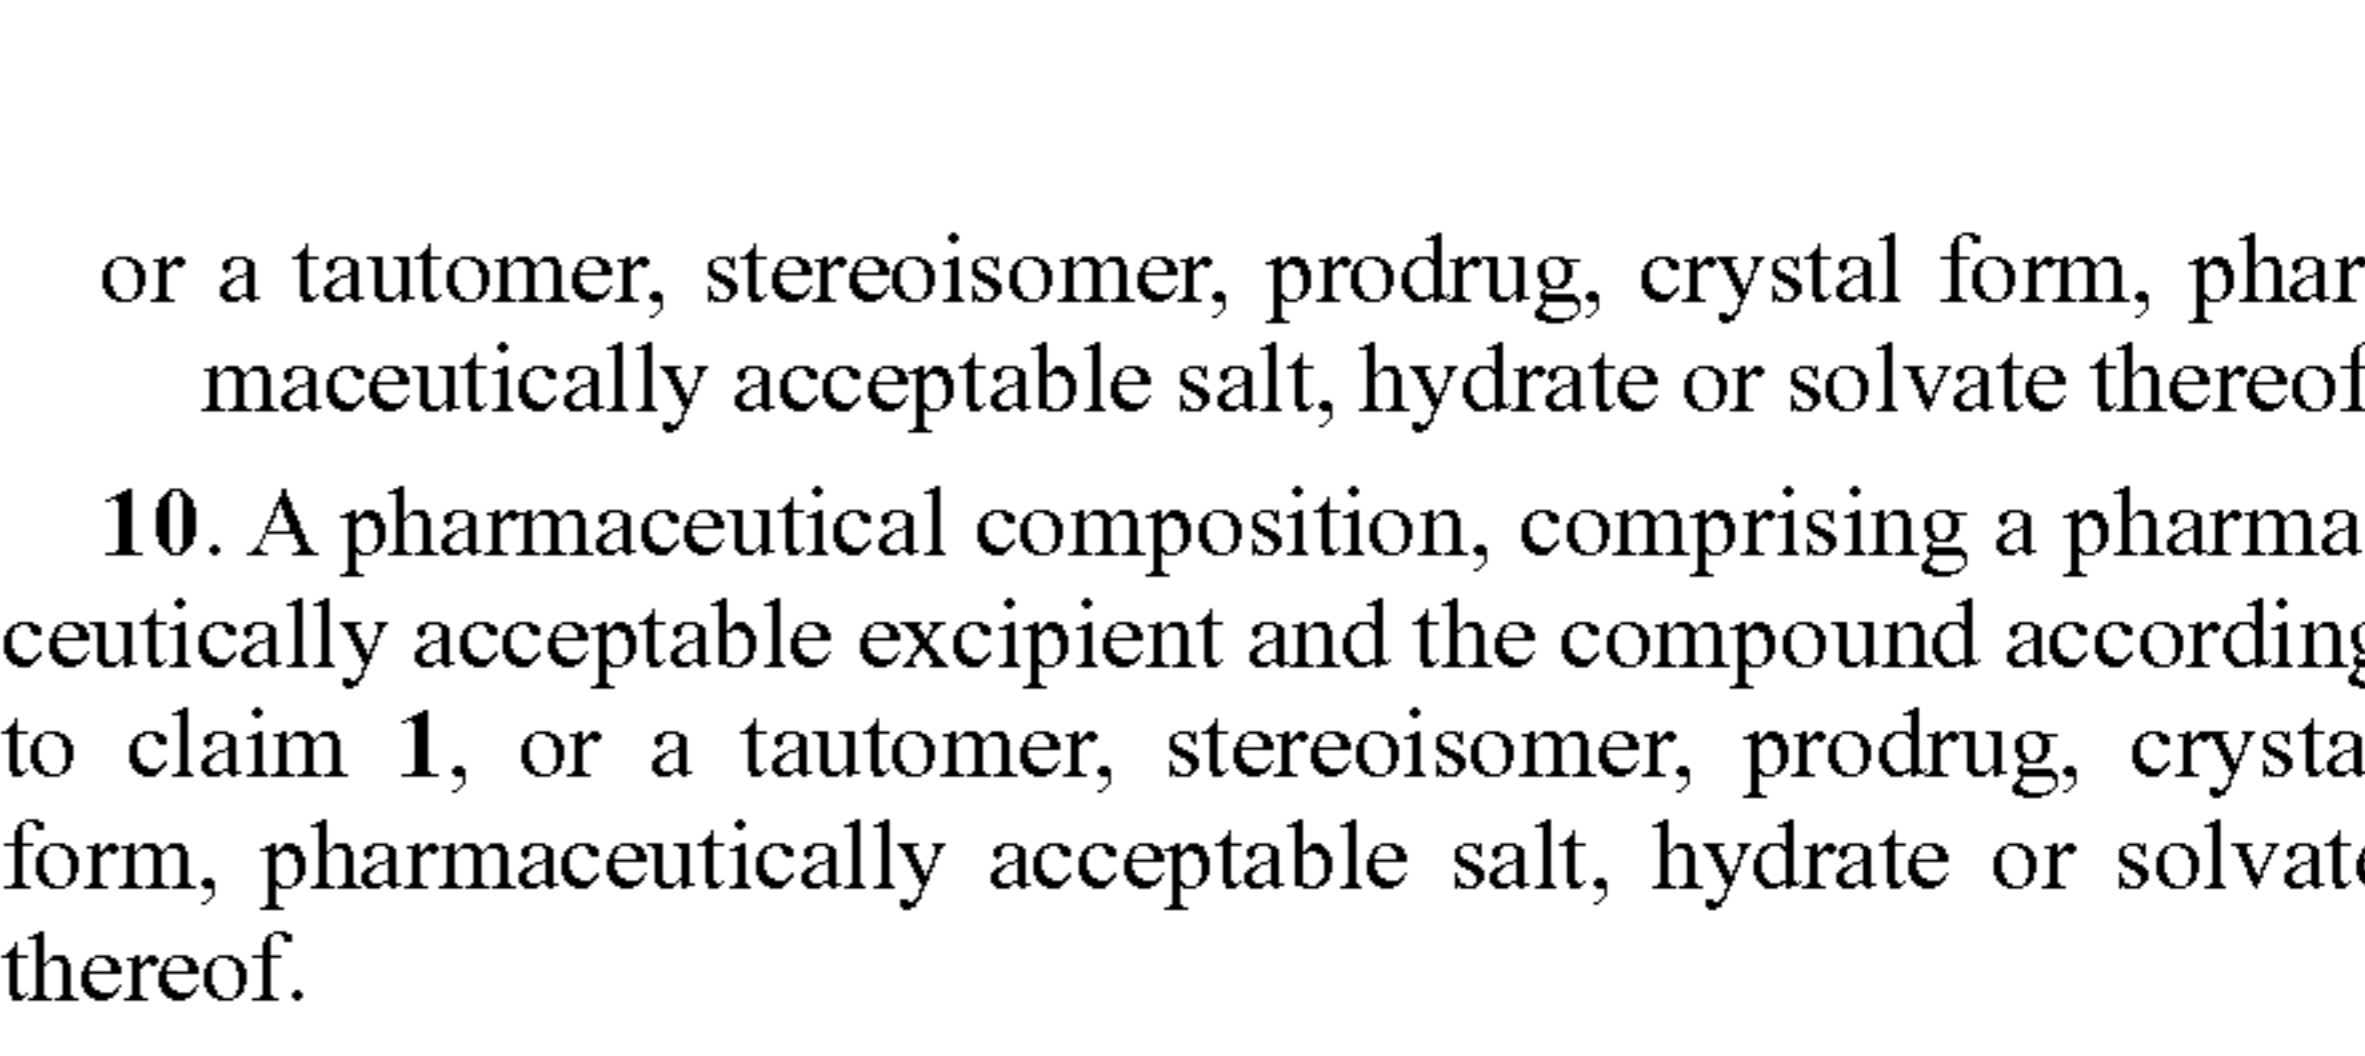 or a tautomer, stereoisomer, prodrug, crystal form, phar
maceutically acceptable salt, hydrate or solvate thereof
10. A pharmaceutical composition, comprising a pharma
ceutically acceptable excipient and the compound according
to claim 1, or a tautomer, stereoisomer, prodrug, crysta
form, pharmaceutically acceptable salt, hydrate or solvate
thereof.